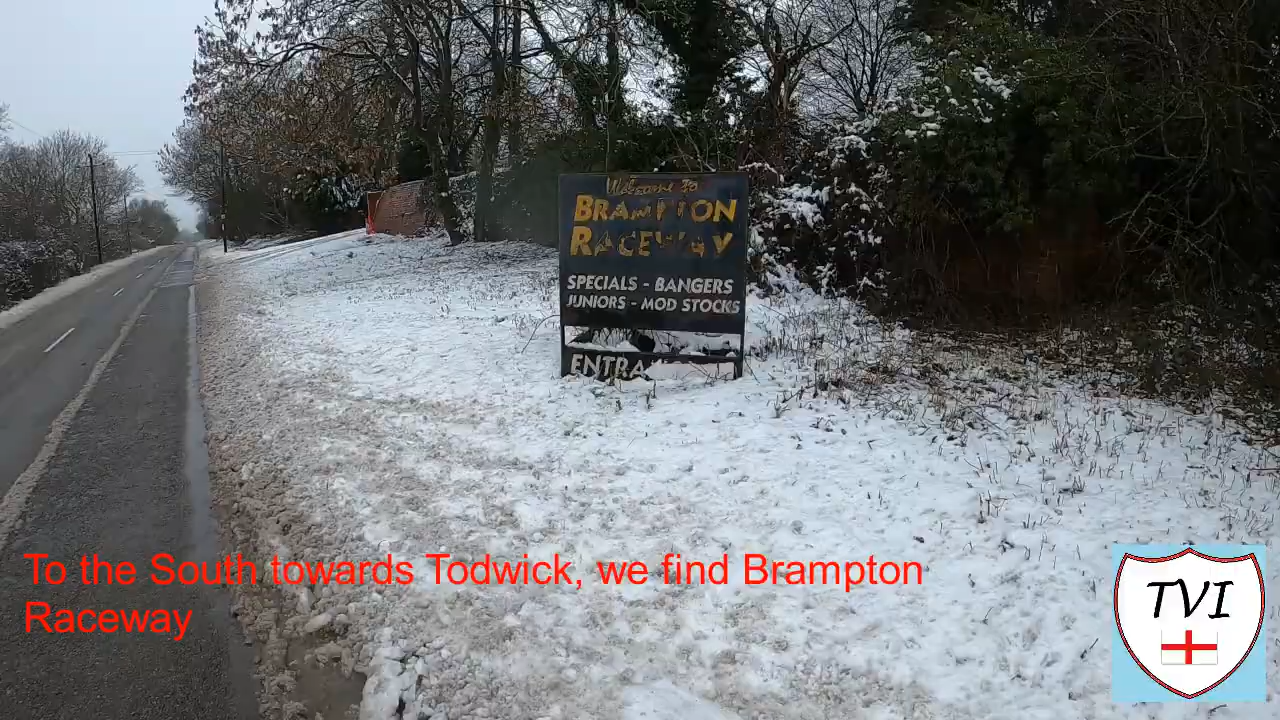 Welcome to
BRAMPTON
RACEWAY
SPECIALS - BANGERS
JUNIORS - MOD STOCKS
To the South towards Todwick, we find Brampton
Raceway
TVI